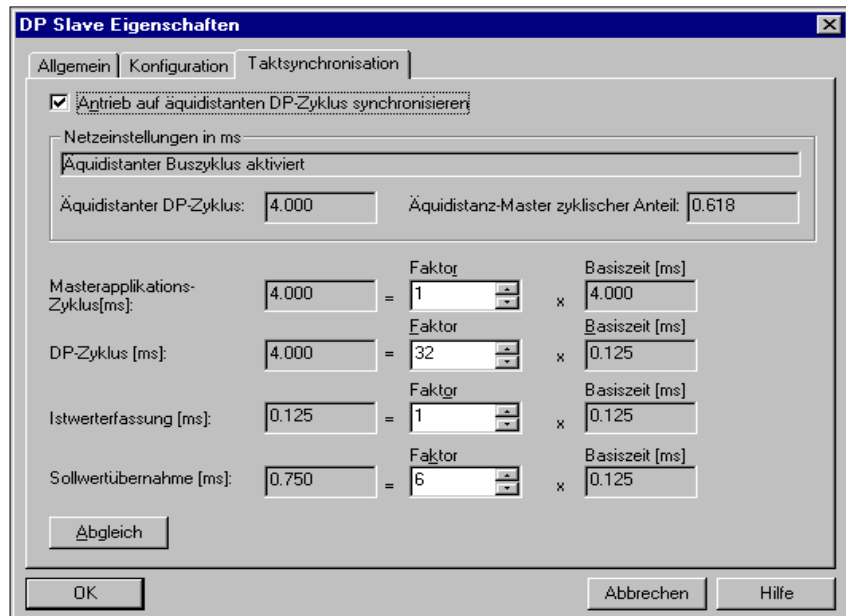 DP Slave Eigenschaften
Allgemein Konfiguration Taktsynchronisation
Antrieb auf äquidistanten DP-Zyklus synchronisieren
Netzeinstellungen in ms
Äquidistanter Buszyklus aktiviert
Äquidistanter DP-Zyklus: 4.000 Äquidistanz-Master zyklischer Anteil: 0.618
Faktor Basiszeit [ms]
Masterapplikations-
Zyklus[ms]: 4.000 = 1 x 4.000
Faktor Basiszeit [ms]
DP-Zyklus [ms]: 4.000 = 32 x 0.125
Faktor Basiszeit [ms]
Istwerterfassung [ms]: 0.125 = 1 x 0.125
Faktor Basiszeit [ms]
Sollwertübernahme [ms]: 0.750 = 6 x 0.125
Abgleich
OK Abbrechen Hilfe